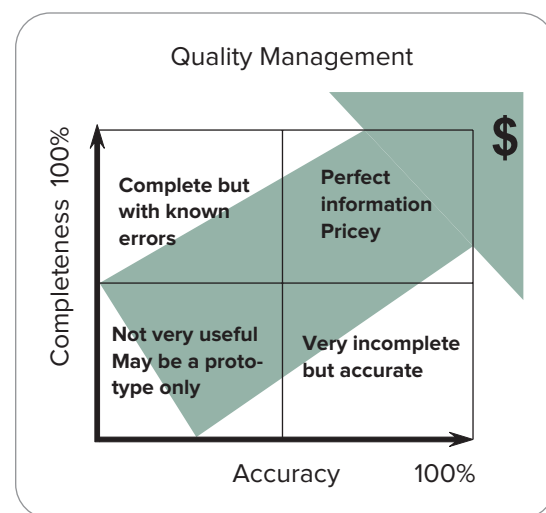 Quality Management
$
Completeness 100%
Complete but
with known
errors
Perfect
information
Pricey
Not very useful
May be a proto-
type only
Very incomplete
but accurate
Accuracy 100%